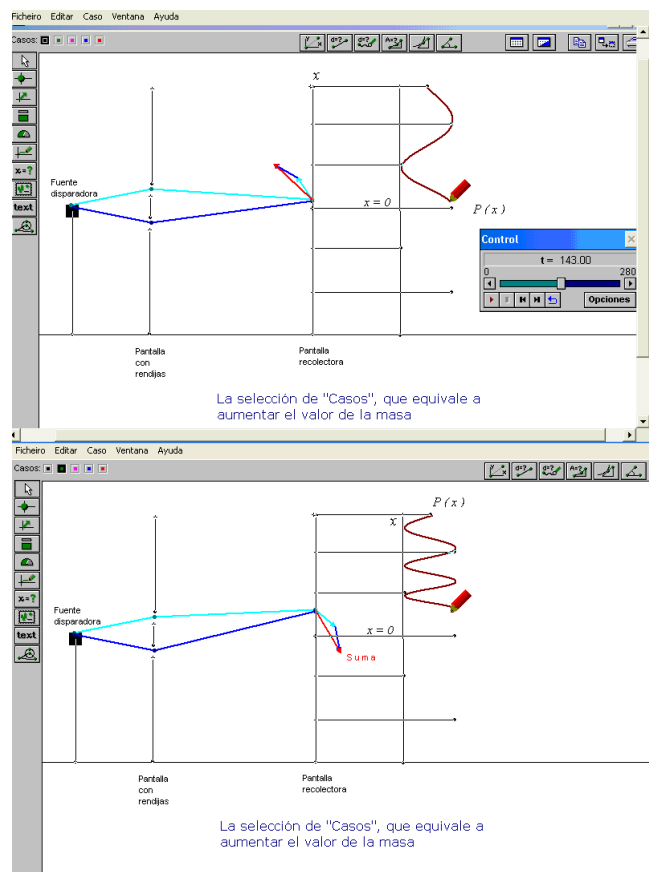 Ficheiro Editar Caso Ventana Ayuda
Casos:
x
Fuente
disparadora
x = 0
P (x)
Control
t = 143.00
0 280
Opciones
x=?
text
Pantalla
con
rendijas
Pantalla
recolectora
La selección de "Casos", que equivale a
aumentar el valor de la masa
Ficheiro Editar Caso Ventana Ayuda
Casos:
P (x)
x
Fuente
disparadora
x = 0
Suma
x=?
text
Pantalla
con
rendijas
Pantalla
recolectora
La selección de "Casos", que equivale a
aumentar el valor de la masa